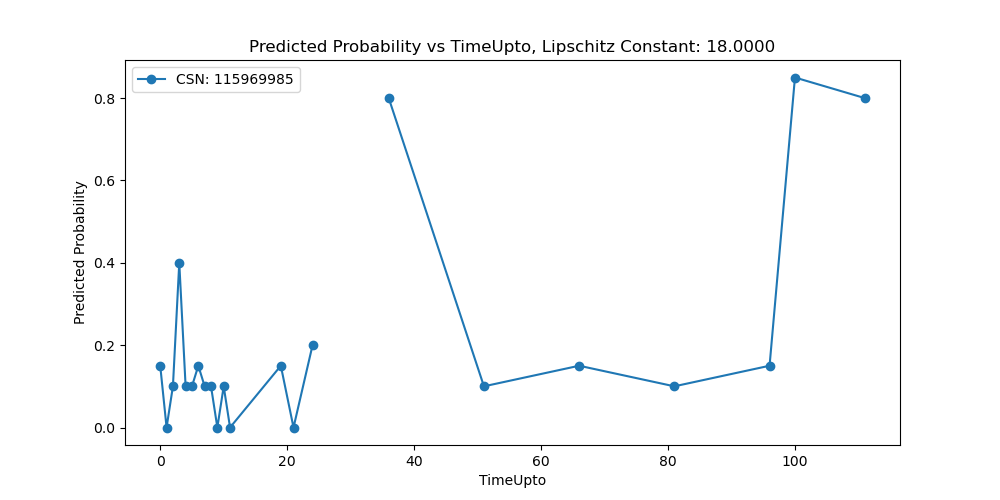 Predicted Probability vs TimeUpto, Lipschitz Constant: 18.0000
CSN: 115969985
Predicted Probability
0.8
0.6
0.4
0.2
0.0
0 20 40 60 80 100
TimeUpto